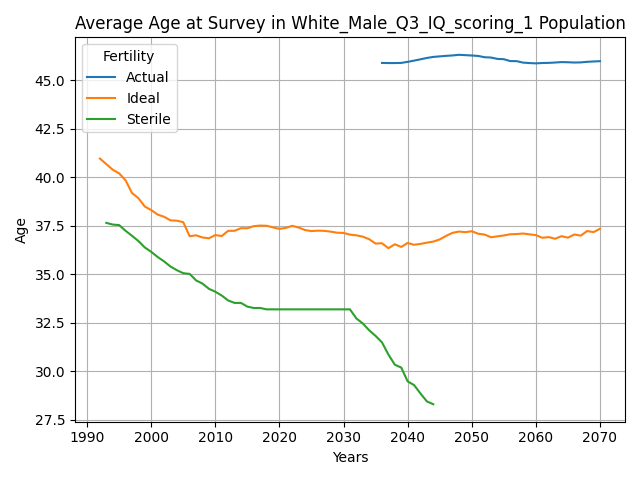 Average Age at Survey in White_Male_Q3_IQ_scoring_1 Population
Fertility
Actual
Ideal
Sterile
45.0
42.5
40.0
37.5
35.0
32.5
30.0
27.5
Age
1990 2000 2010 2020 2030 2040 2050 2060 2070
Years